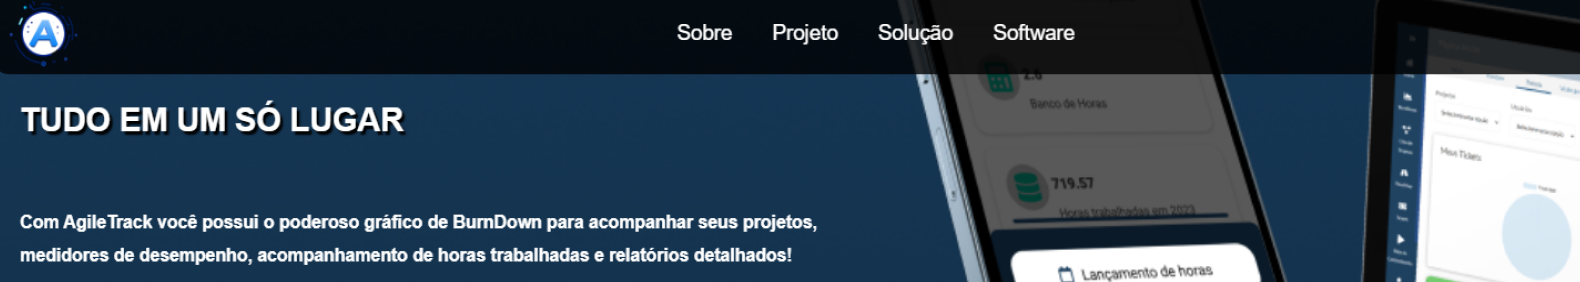 A
Sobre Projeto Solução Software
TUDO EM UM SÓ LUGAR
Com AgileTrack você possui o poderoso gráfico de BurnDown para acompanhar seus projetos,
medidores de desempenho, acompanhamento de horas trabalhadas e relatórios detalhados!
2.6
Banco de Horas
719.57
Horas trabalhadas em 2023
Lançamento de horas
Meus Tickets